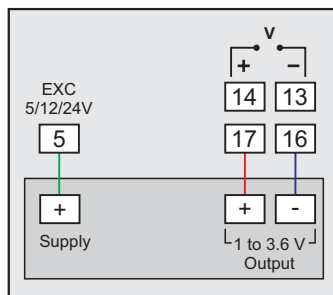 V
+ −
EXC
5/12/24V
14 13
5 17 16
+ + -
Supply
1 to 3.6 V
Output